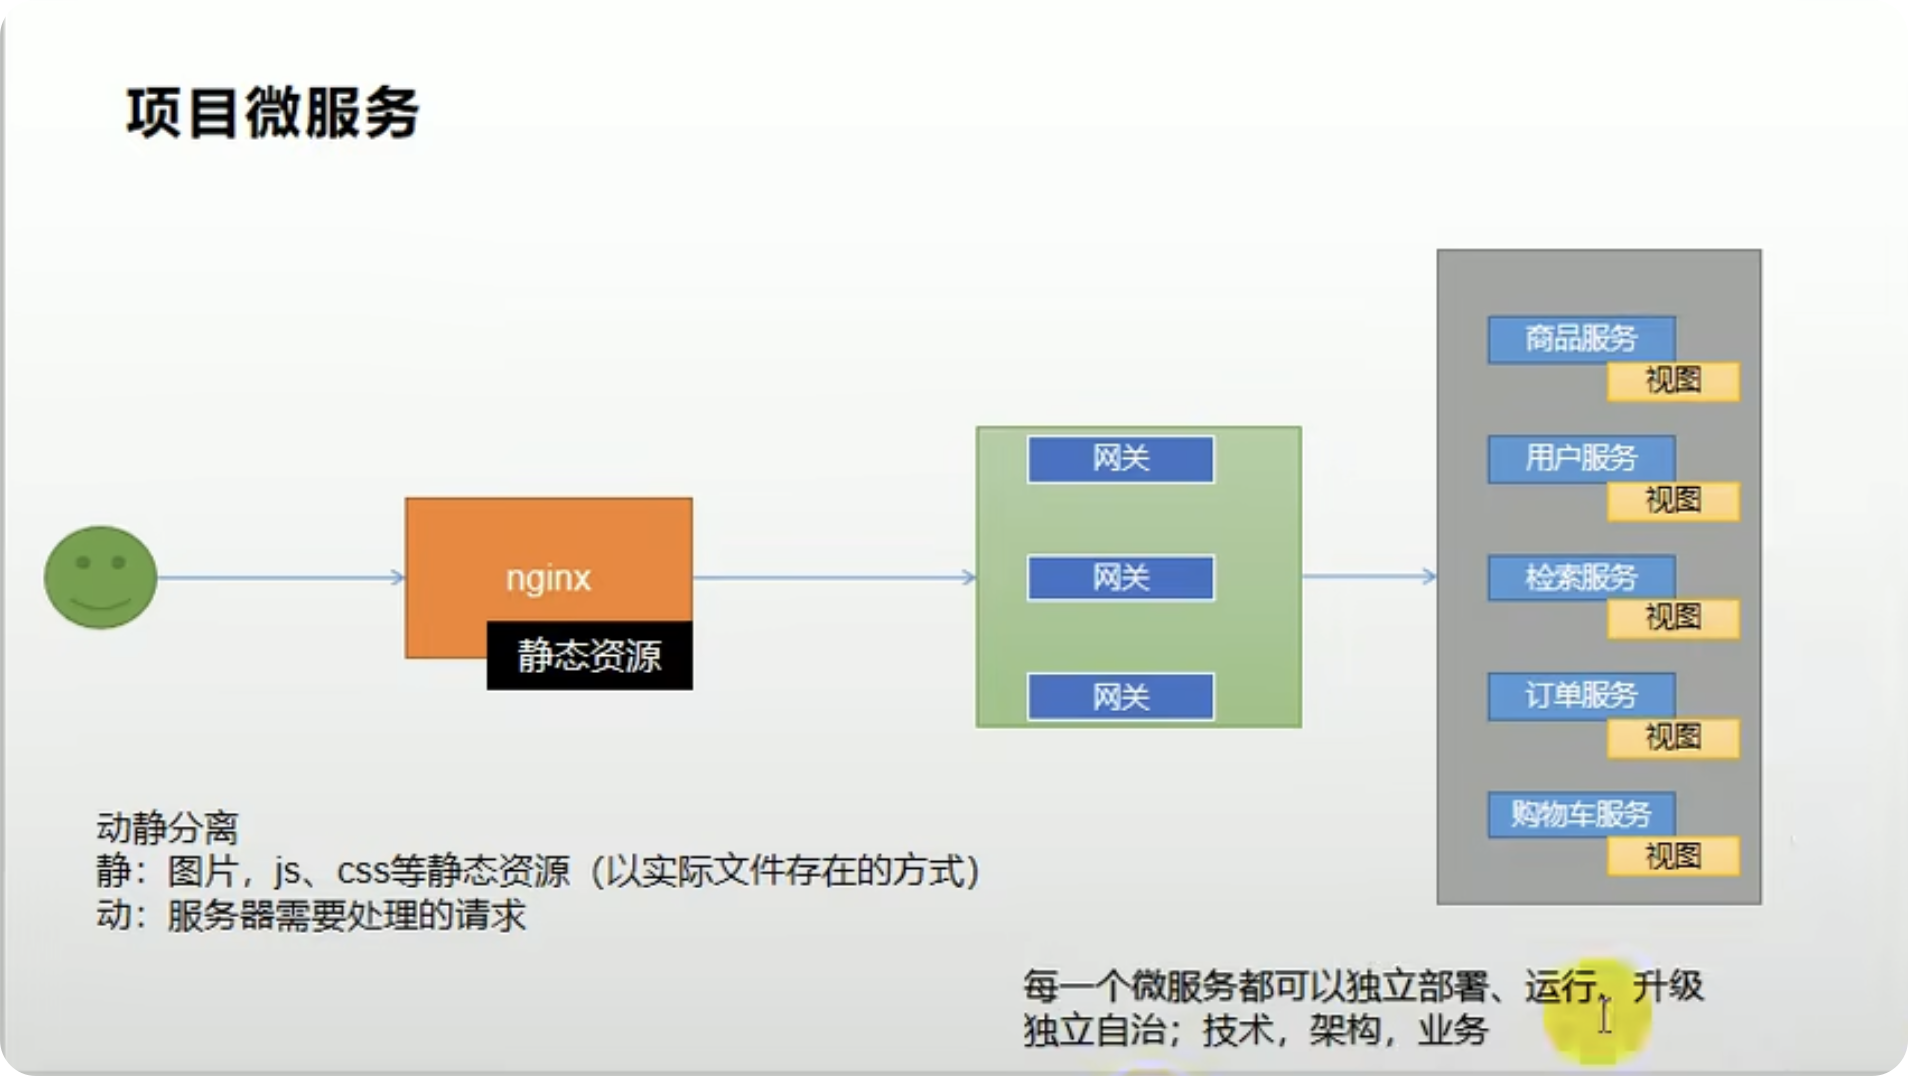 项目微服务
nginx
静态资源
网关
网关
网关
商品服务
视图
用户服务
视图
检索服务
视图
订单服务
视图
购物车服务
视图
动静分离
静：图片，js、css等静态资源（以实际文件存在的方式）
动：服务器需要处理的请求
每一个微服务都可以独立部署、运行、升级
独立自治；技术，架构，业务